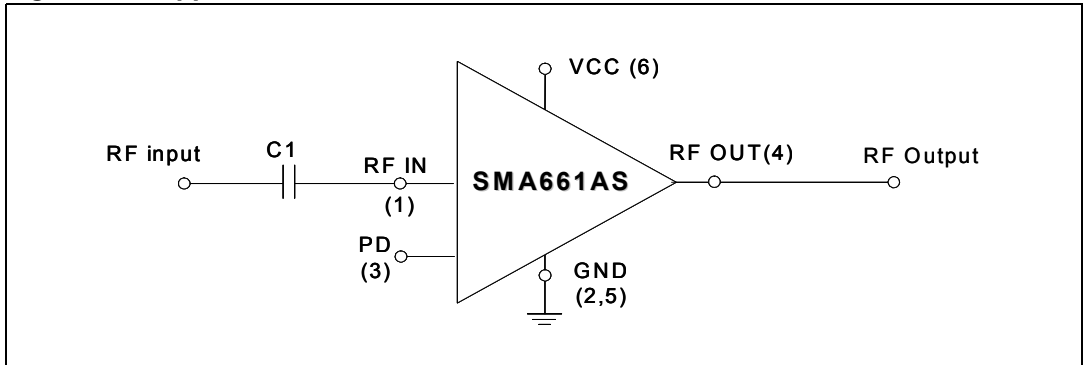 VCC (6)
RF input
C1
RF IN
(1)
SMA661AS
RF OUT(4)
RF Output
PD
(3)
GND
(2,5)